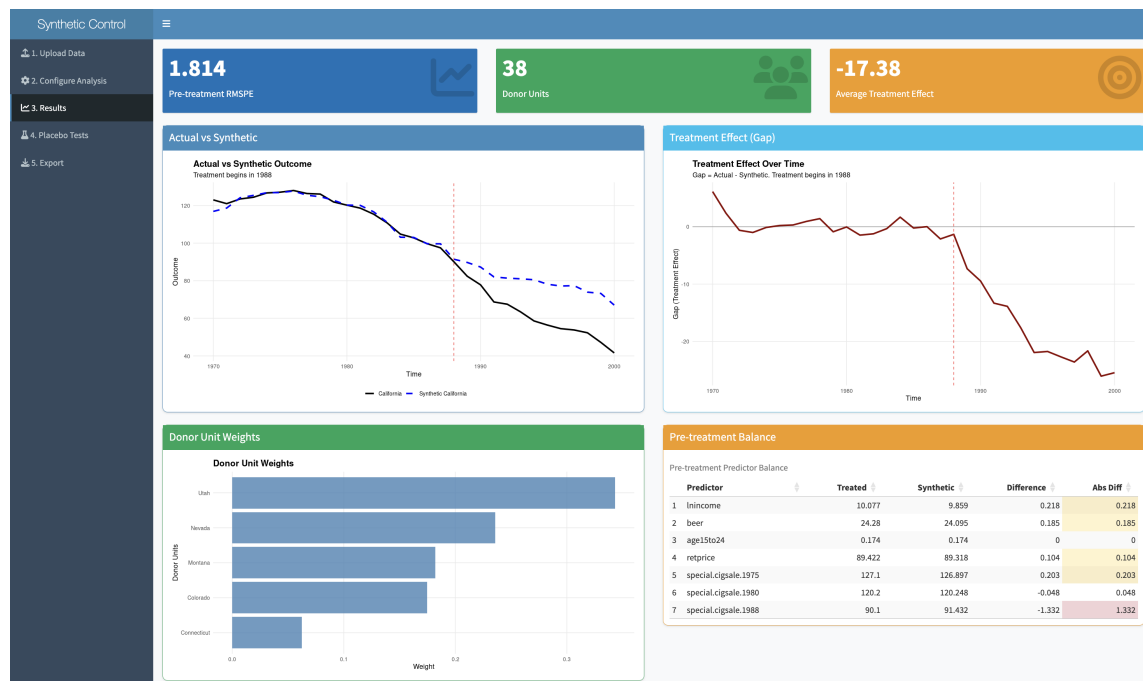 Synthetic Control
1. Upload Data
2. Configure Analysis
3. Results
4. Placebo Tests
5. Export
1.814
Pre-treatment RMSPE
38
Donor Units
-17.38
Average Treatment Effect
Actual vs Synthetic
Actual vs Synthetic Outcome
Treatment begins in 1988
Outcome
120
100
80
60
40
1970
1980
1990
2000
Time
California
Synthetic California
Treatment Effect (Gap)
Treatment Effect Over Time
Gap = Actual - Synthetic. Treatment begins in 1988
Gap (Treatment Effect)
0
-10
-20
1970
1980
1990
2000
Time
Donor Unit Weights
Donor Unit Weights
Donor Units
Utah
Nevada
Montana
Colorado
Connecticut
0.0
0.1
0.2
0.3
Weight
Pre-treatment Balance
Pre-treatment Predictor Balance
Predictor Treated Synthetic Difference Abs Diff
1 lnincome 10.077 9.859 0.218 0.218
2 beer 24.28 24.095 0.185 0.185
3 age15to24 0.174 0.174 0 0
4 retprice 89.422 89.318 0.104 0.104
5 special.cigsale.1975 127.1 126.897 0.203 0.203
6 special.cigsale.1980 120.2 120.248 -0.048 0.048
7 special.cigsale.1988 90.1 91.432 -1.332 1.332